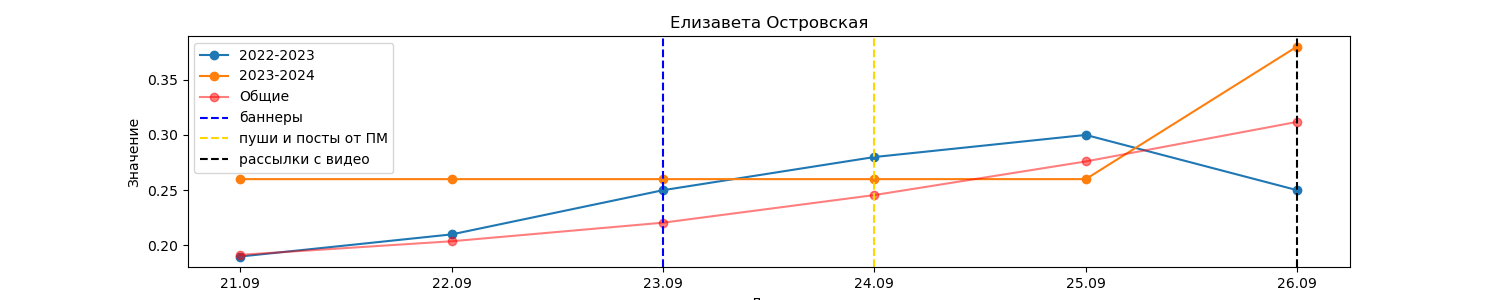 Елизавета Островская
2022-2023
2023-2024
Общие
баннеры
пуши и посты от ПМ
рассылки с видео
Значение
0.35
0.30
0.25
0.20
21.09
22.09
23.09
24.09
25.09
26.09